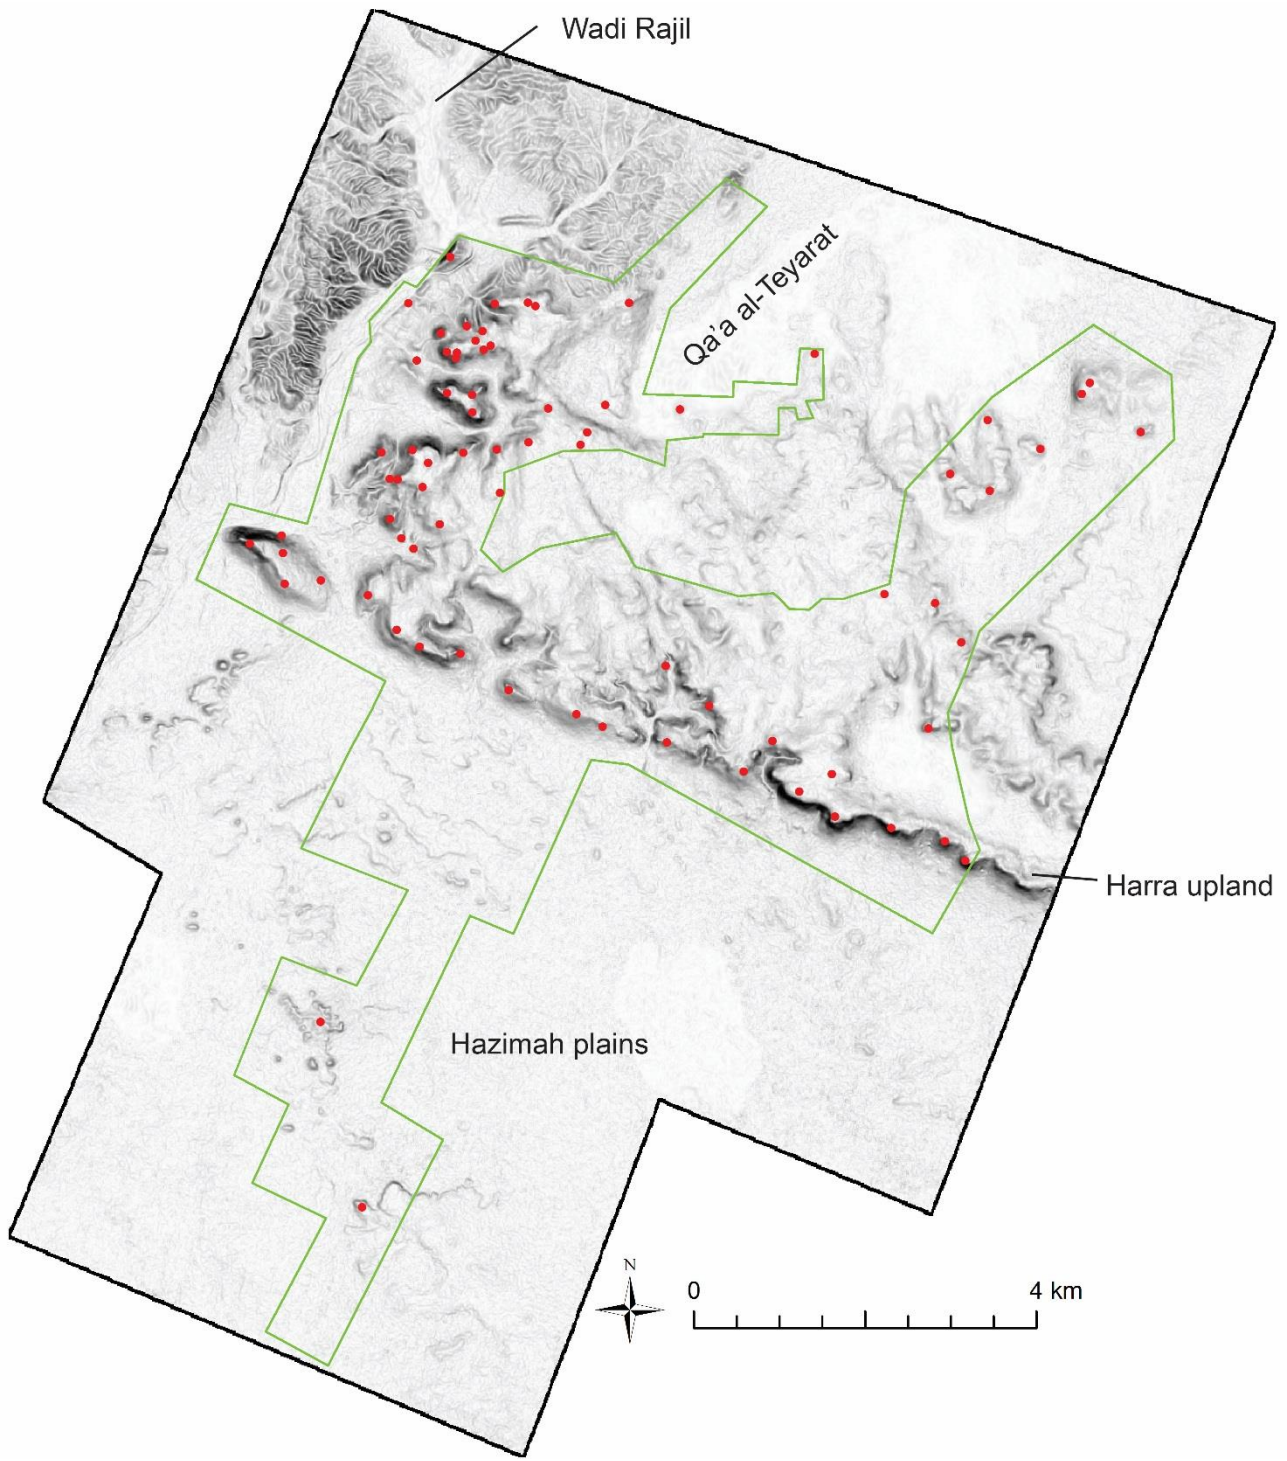 Wadi Rajil
Qa'a al-Teyarat
Harra upland
Hazimah plains
N
0 4 km